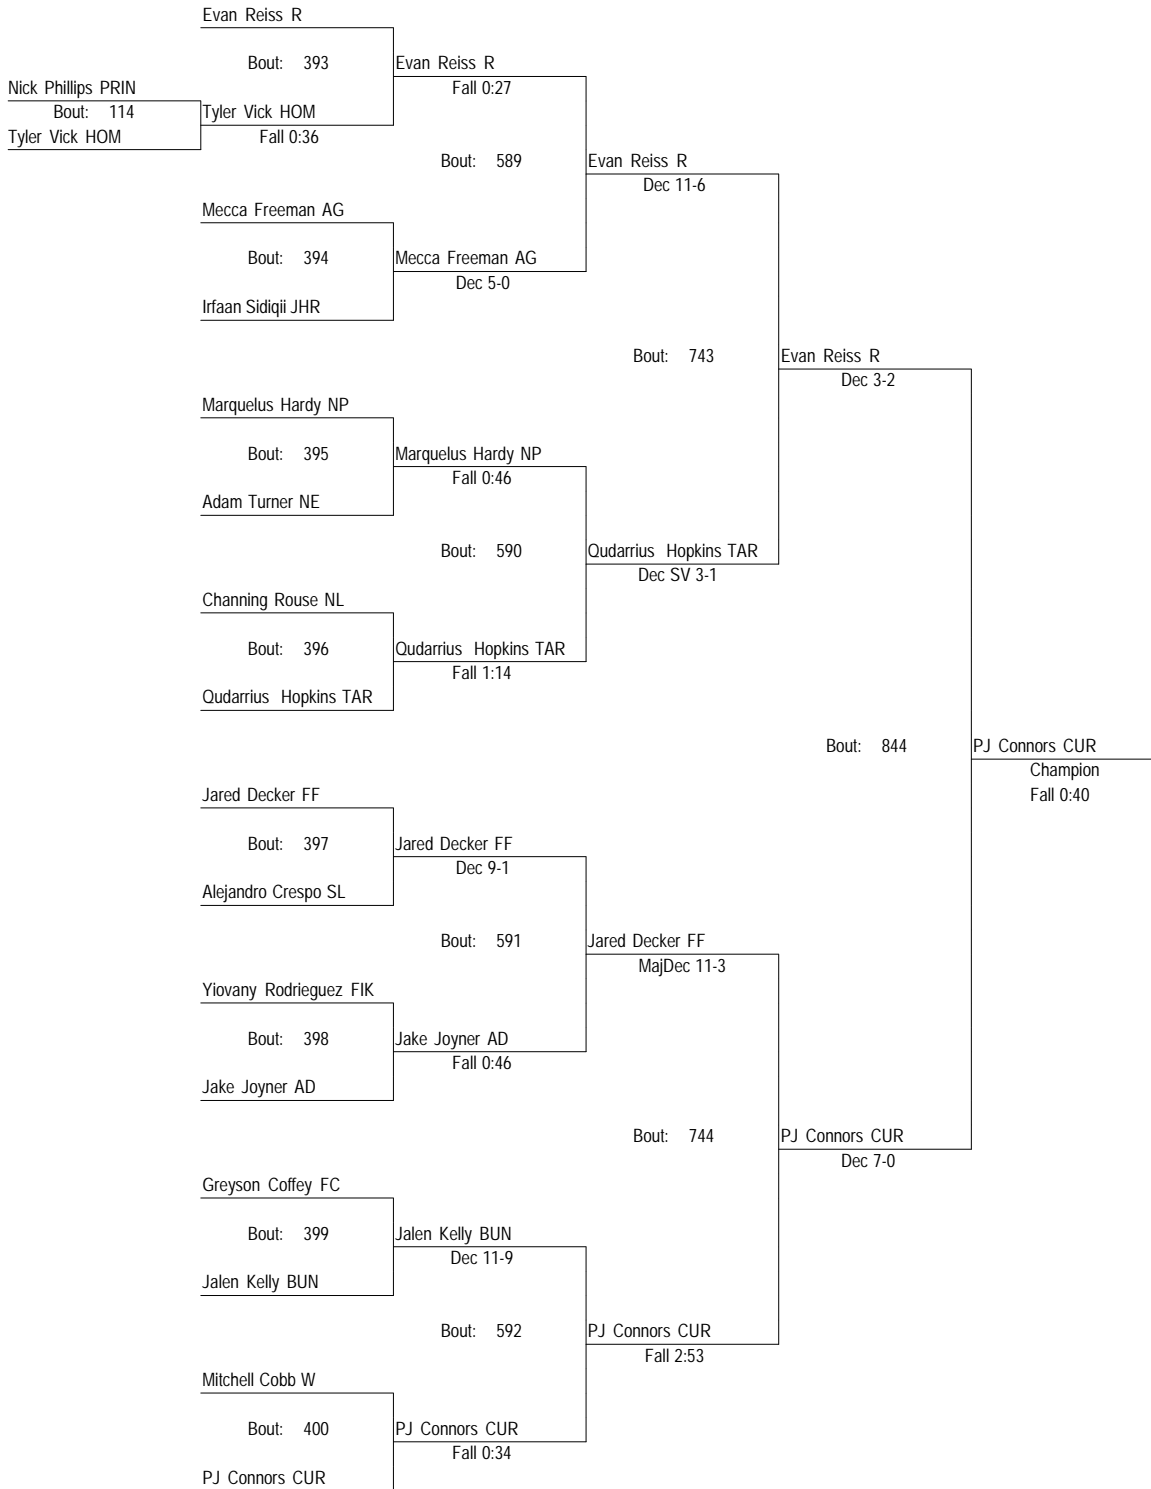 Evan Reiss R
Bout: 393
Evan Reiss R
Fall 0:27
Nick Phillips PRIN
Bout: 114
Tyler Vick HOM
Tyler Vick HOM
Fall 0:36
Bout: 589
Evan Reiss R
Dec 11-6
Mecca Freeman AG
Bout: 394
Mecca Freeman AG
Dec 5-0
Irfaan Sidiqii JHR
Bout: 743
Evan Reiss R
Dec 3-2
Marquelus Hardy NP
Bout: 395
Marquelus Hardy NP
Fall 0:46
Adam Turner NE
Bout: 590
Qudarrius Hopkins TAR
Dec SV 3-1
Channing Rouse NL
Bout: 396
Qudarrius Hopkins TAR
Fall 1:14
Qudarrius Hopkins TAR
Bout: 844
PJ Connors CUR
Champion
Fall 0:40
Jared Decker FF
Bout: 397
Jared Decker FF
Dec 9-1
Alejandro Crespo SL
Bout: 591
Jared Decker FF
MajDec 11-3
Yiovany Rodrieguez FIK
Bout: 398
Jake Joyner AD
Fall 0:46
Jake Joyner AD
Bout: 744
PJ Connors CUR
Dec 7-0
Greyson Coffey FC
Bout: 399
Jalen Kelly BUN
Dec 11-9
Jalen Kelly BUN
Bout: 592
PJ Connors CUR
Fall 2:53
Mitchell Cobb W
Bout: 400
PJ Connors CUR
Fall 0:34
PJ Connors CUR